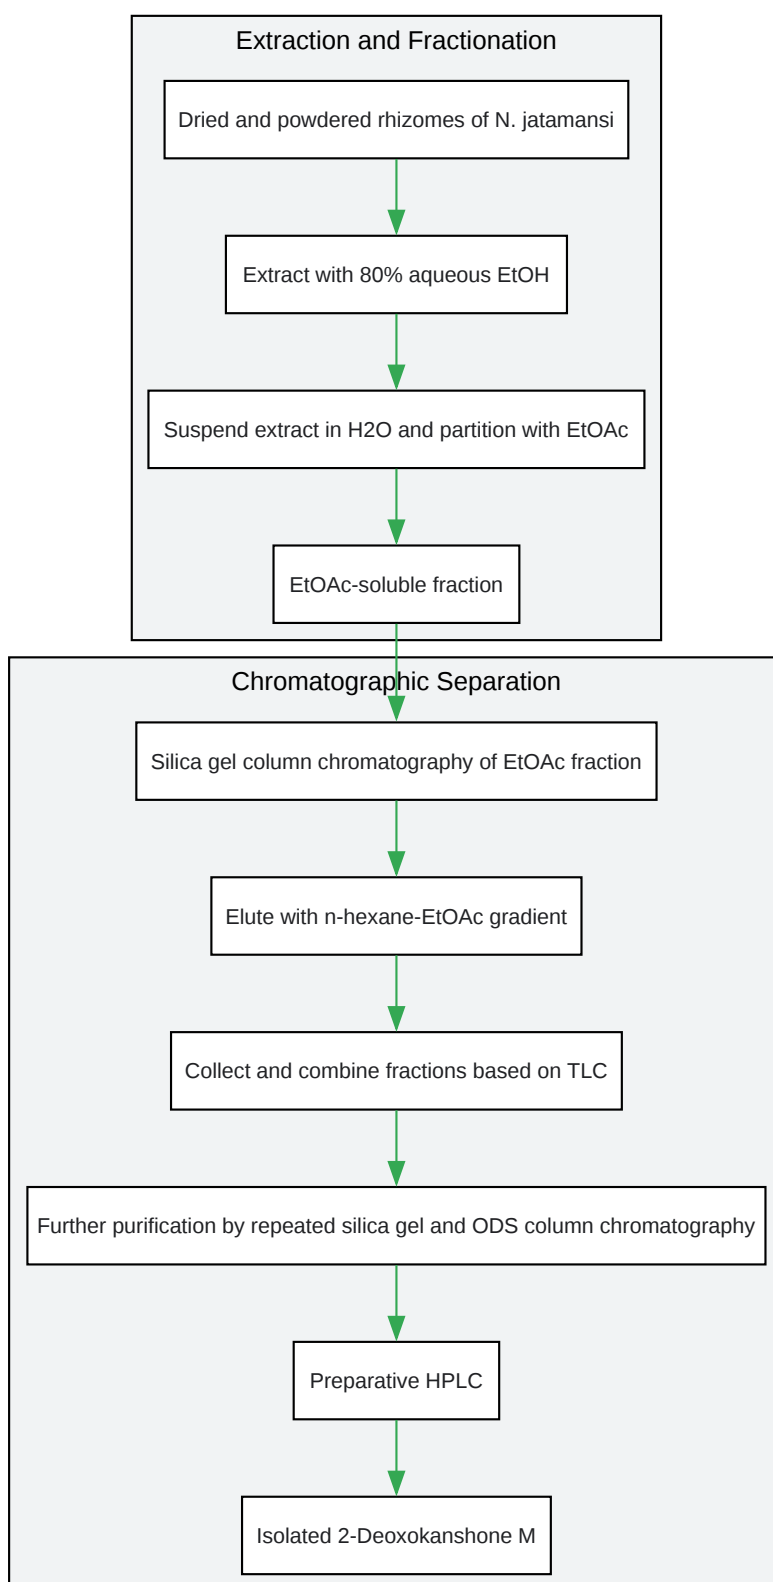 Extraction and Fractionation
Dried and powdered rhizomes of N. jatamansi
Extract with 80% aqueous EtOH
Suspend extract in H2O and partition with EtOAc
EtOAc-soluble fraction
Chromatographic Separation
Silica gel column chromatography of EtOAc fraction
Elute with n-hexane-EtOAc gradient
Collect and combine fractions based on TLC
Further purification by repeated silica gel and ODS column chromatography
Preparative HPLC
Isolated 2-Deoxokanshone M